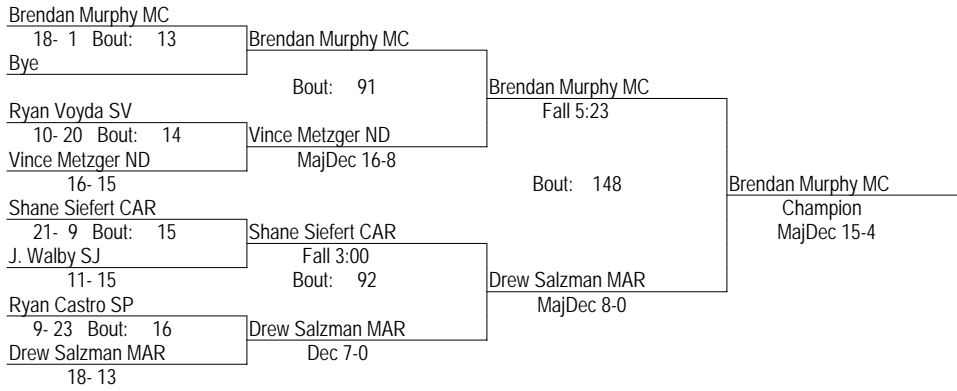 Brendan Murphy MC
18- 1 Bout: 13
Brendan Murphy MC
Bye
Bout: 91
Brendan Murphy MC
Ryan Voyda SV
Fall 5:23
10- 20 Bout: 14
Vince Metzger ND
Vince Metzger ND
MajDec 16-8
16- 15
Bout: 148
Brendan Murphy MC
Shane Siefert CAR
Champion
21- 9 Bout: 15
Shane Siefert CAR
MajDec 15-4
J. Walby SJ
Fall 3:00
11- 15
Bout: 92
Drew Salzman MAR
Ryan Castro SP
MajDec 8-0
9- 23 Bout: 16
Drew Salzman MAR
Drew Salzman MAR
Dec 7-0
18- 13